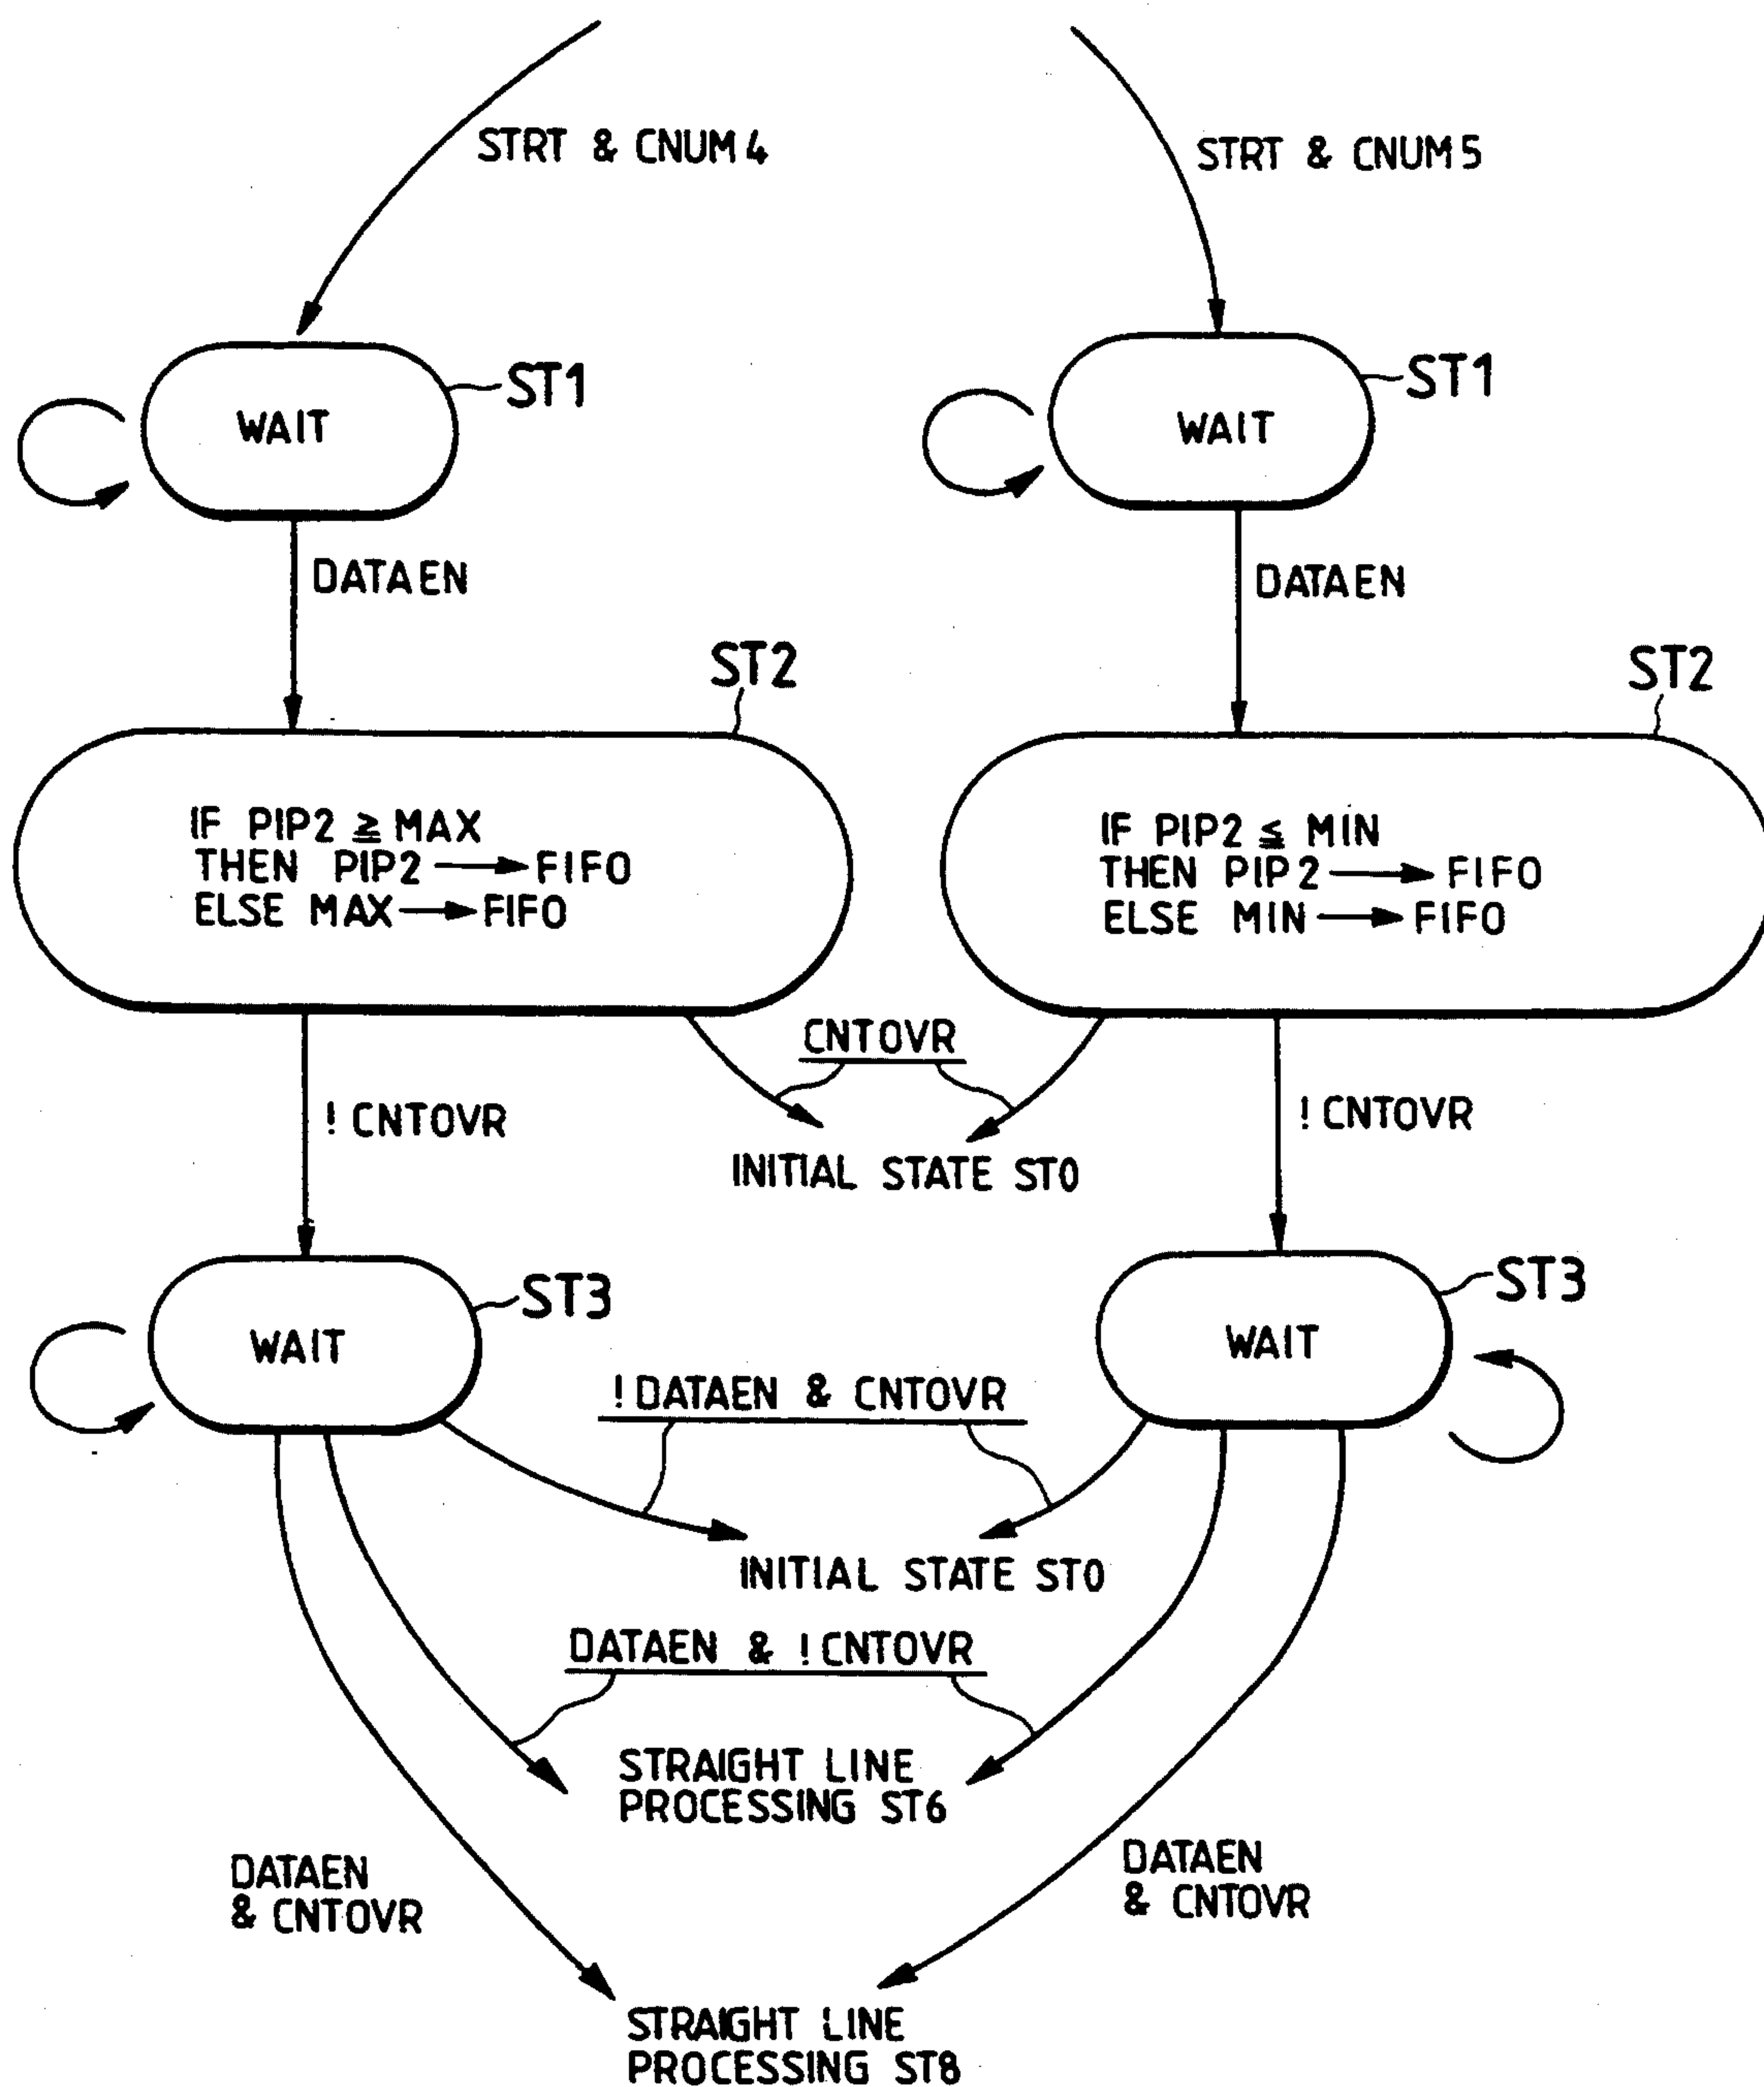 STRT & CNUM4
STRT & CNUM5
ST1
WAIT
ST1
WAIT
DATAEN
DATAEN
ST2
ST2
IF PIP2 ≧ MAX
THEN PIP2 → FIFO
ELSE MAX → FIFO
IF PIP2 ≦ MIN
THEN PIP2 → FIFO
ELSE MIN → FIFO
CNTOVR
! CNTOVR
! CNTOVR
INITIAL STATE ST0
ST3
WAIT
ST3
WAIT
! DATAEN & CNTOVR
INITIAL STATE ST0
DATAEN & ! CNTOVR
STRAIGHT LINE
PROCESSING ST6
DATAEN
& CNTOVR
DATAEN
& CNTOVR
STRAIGHT LINE
PROCESSING ST8